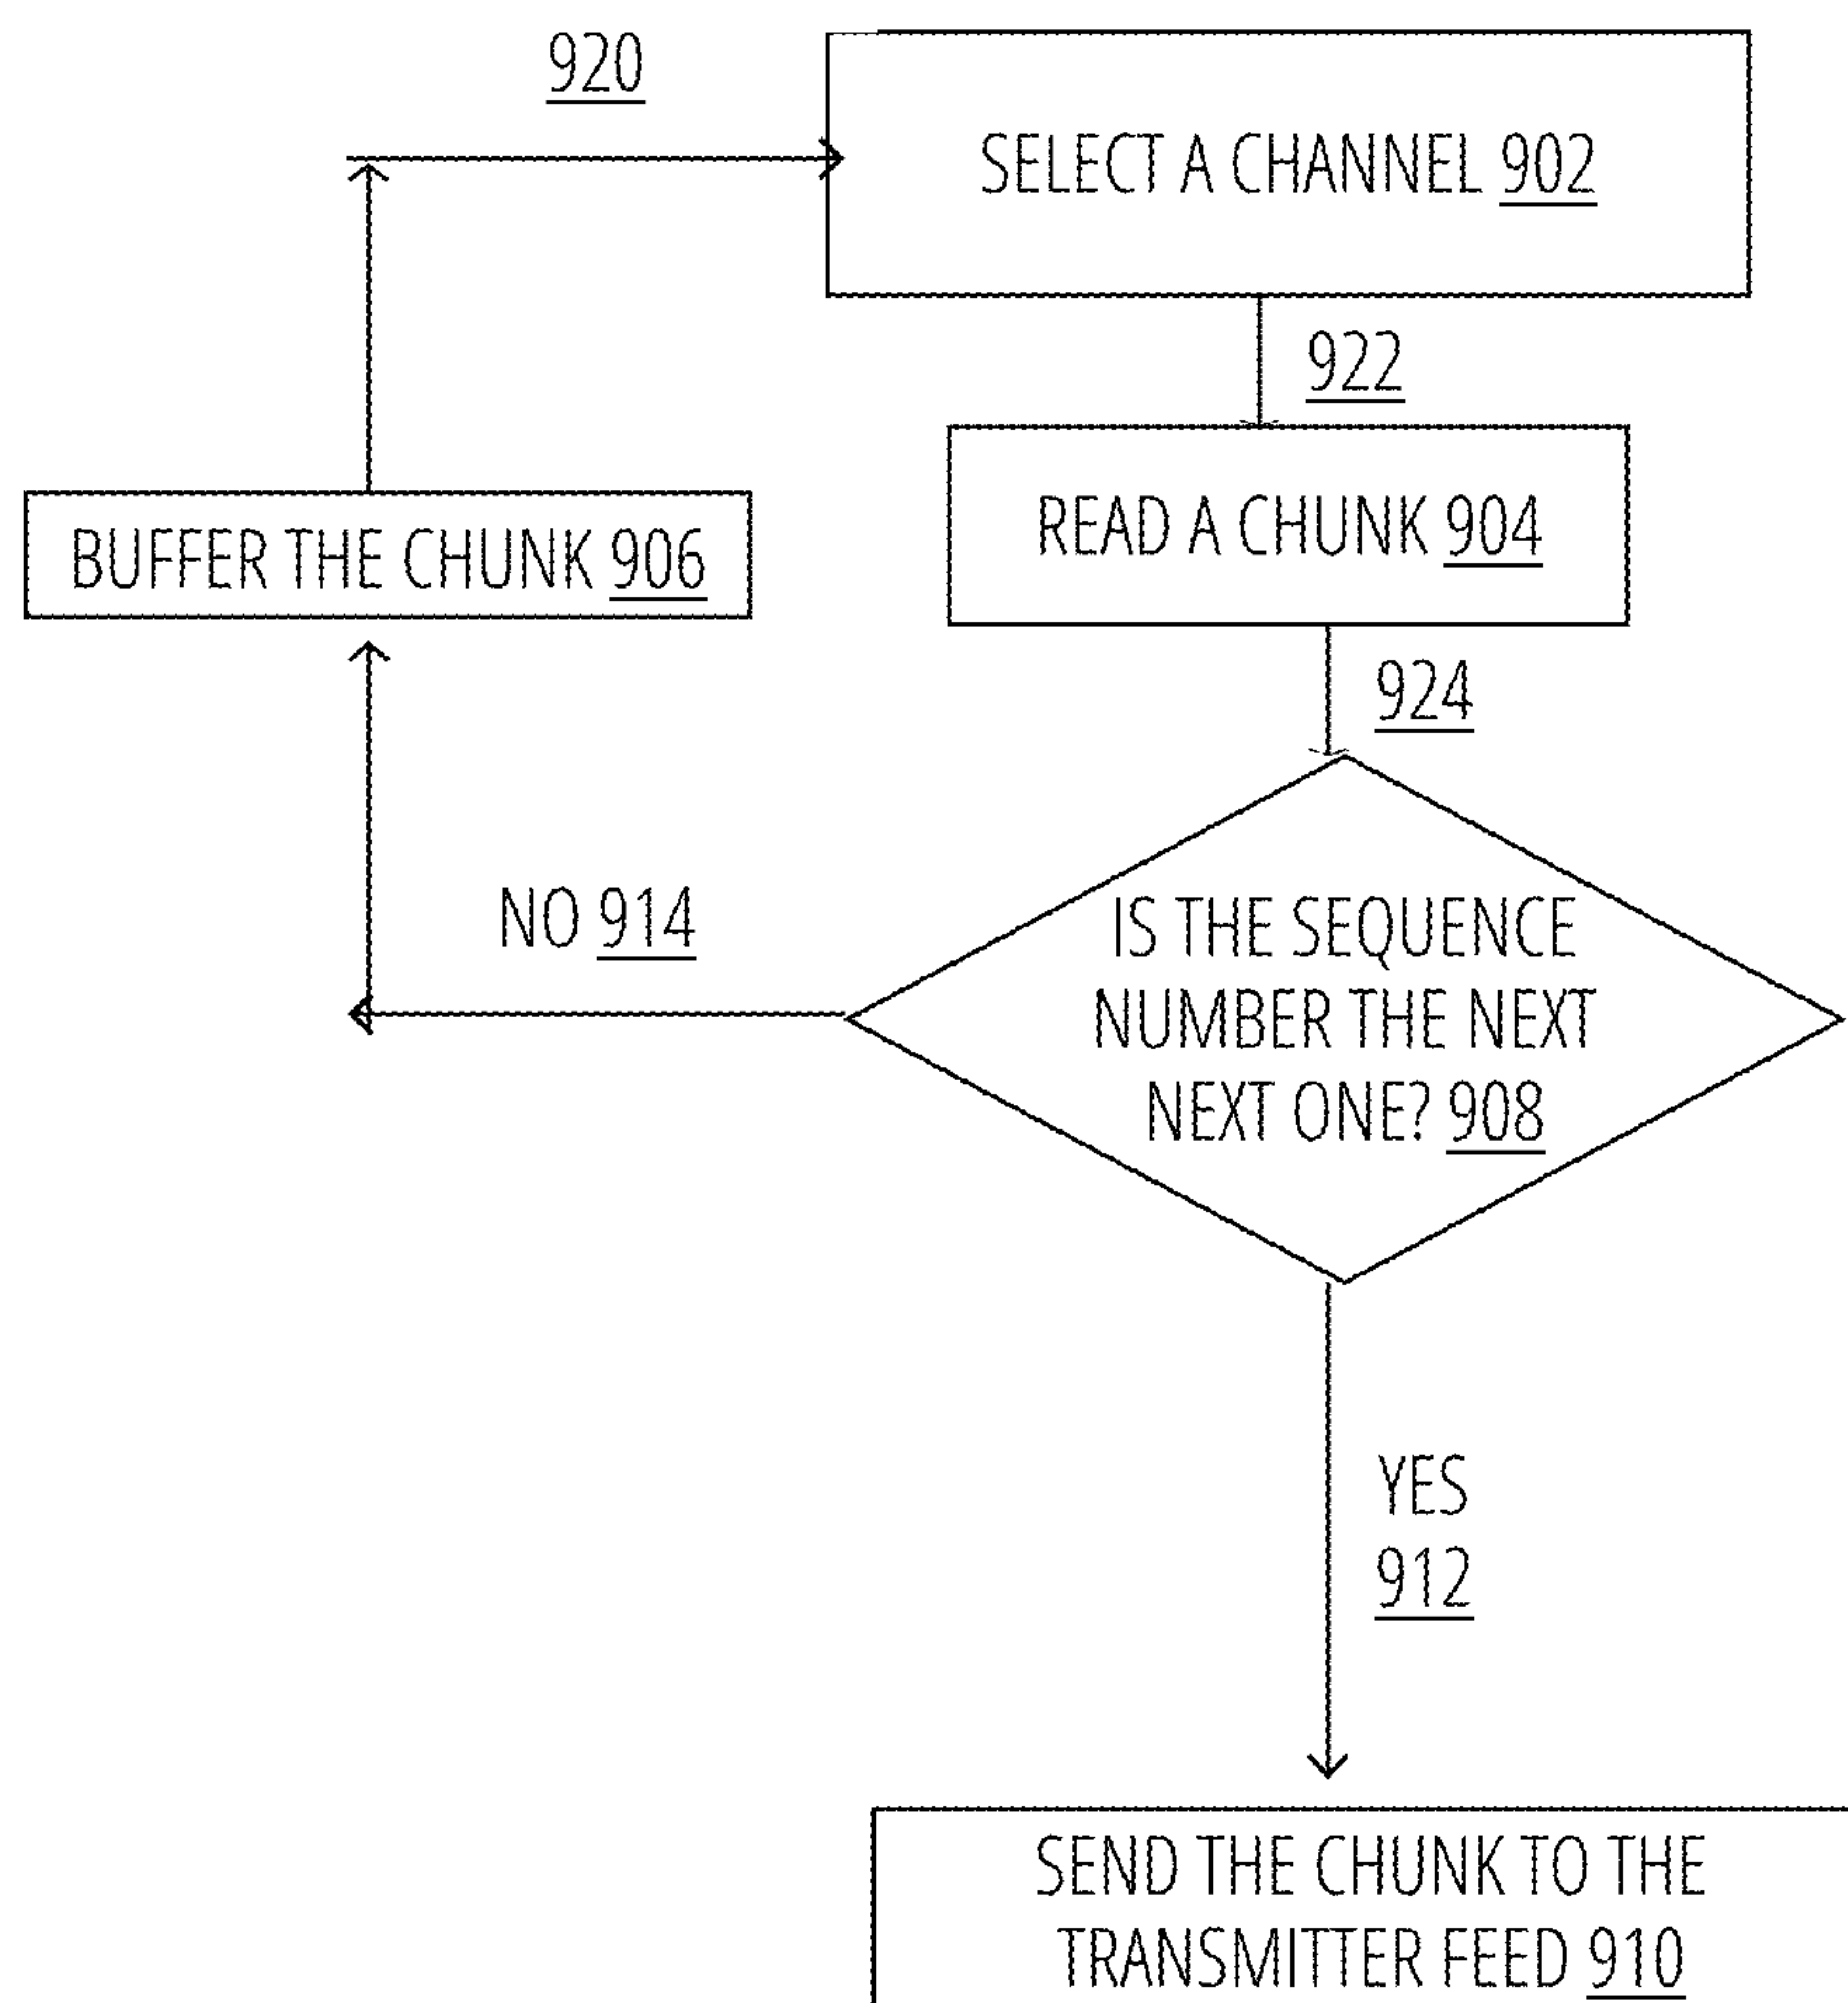 920
SELECT A CHANNEL 902
922
READ A CHUNK 904
BUFFER THE CHUNK 906
924
NO 914
IS THE SEQUENCE
NUMBER THE NEXT
NEXT ONE? 908
YES
912
SEND THE CHUNK TO THE
TRANSMITTER FEED 910